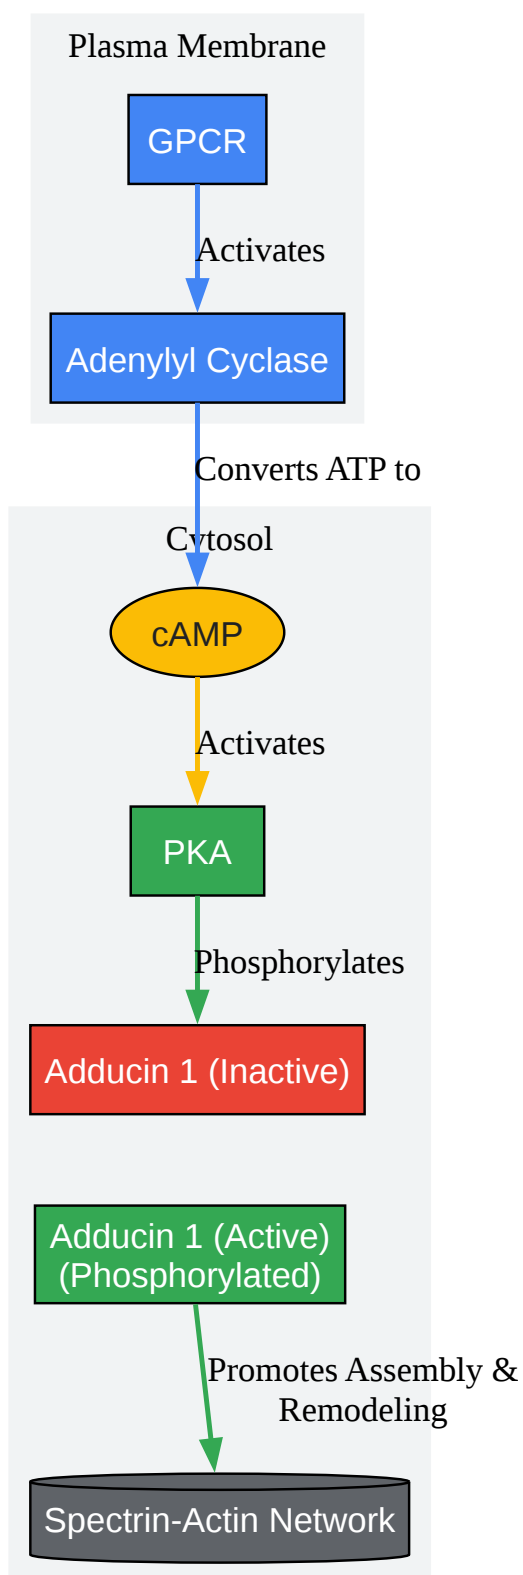 Plasma Membrane
GPCR
Activates
Adenylyl Cyclase
Converts ATP to
Cytosol
cAMP
Activates
PKA
Phosphorylates
Adducin 1 (Inactive)
Adducin 1 (Active)
(Phosphorylated)
Promotes Assembly &
Remodeling
Spectrin-Actin Network